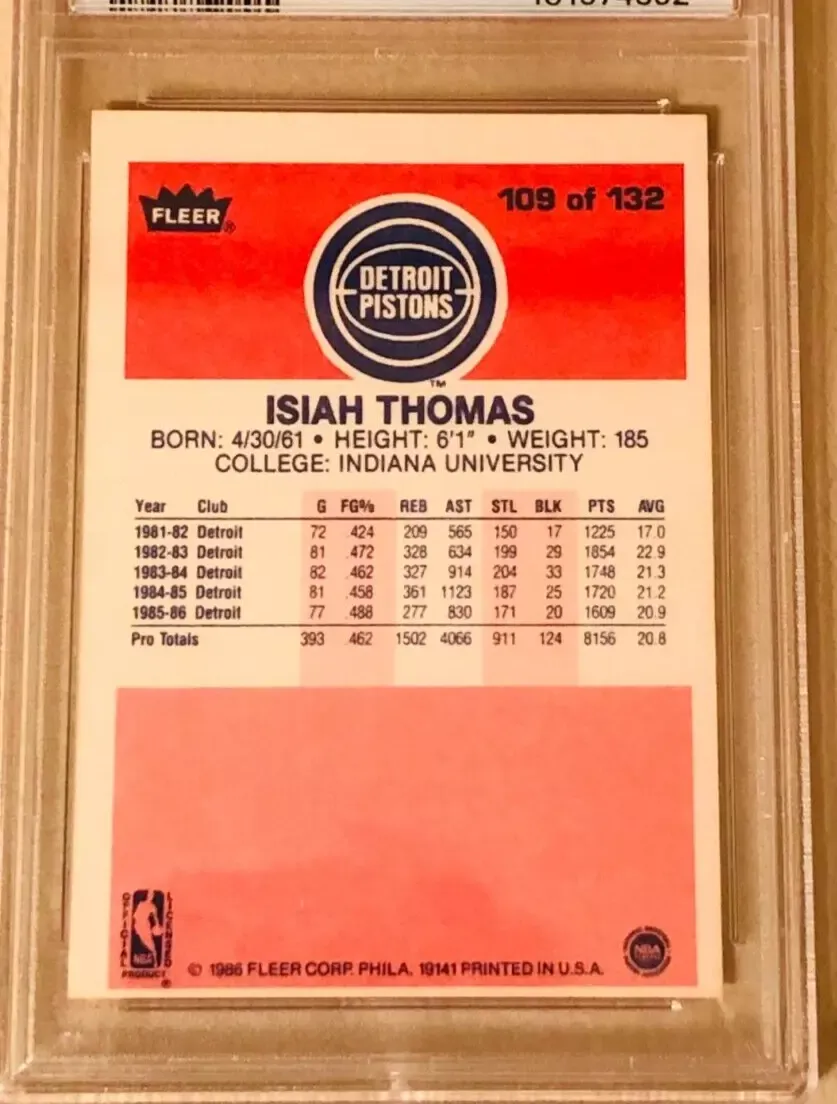 FLEER®
109 of 132
DETROIT
PISTONS
TM
ISIAH THOMAS
BORN: 4/30/61 • HEIGHT: 6'1" • WEIGHT: 185
COLLEGE: INDIANA UNIVERSITY
Year Club G FG% REB AST STL BLK PTS AVG
1981-82 Detroit 72 .424 209 565 150 17 1225 17.0
1982-83 Detroit 81 .472 328 634 199 29 1854 22.9
1983-84 Detroit 82 .462 327 914 204 33 1748 21.3
1984-85 Detroit 81 .458 361 1123 187 25 1720 21.2
1985-86 Detroit 77 .488 277 830 171 20 1609 20.9
Pro Totals 393 .462 1502 4066 911 124 8156 20.8
OFFICIAL
LICENSED
NBA
PRODUCT
®
© 1986 FLEER CORP. PHILA. 19141 PRINTED IN U.S.A.
NBA